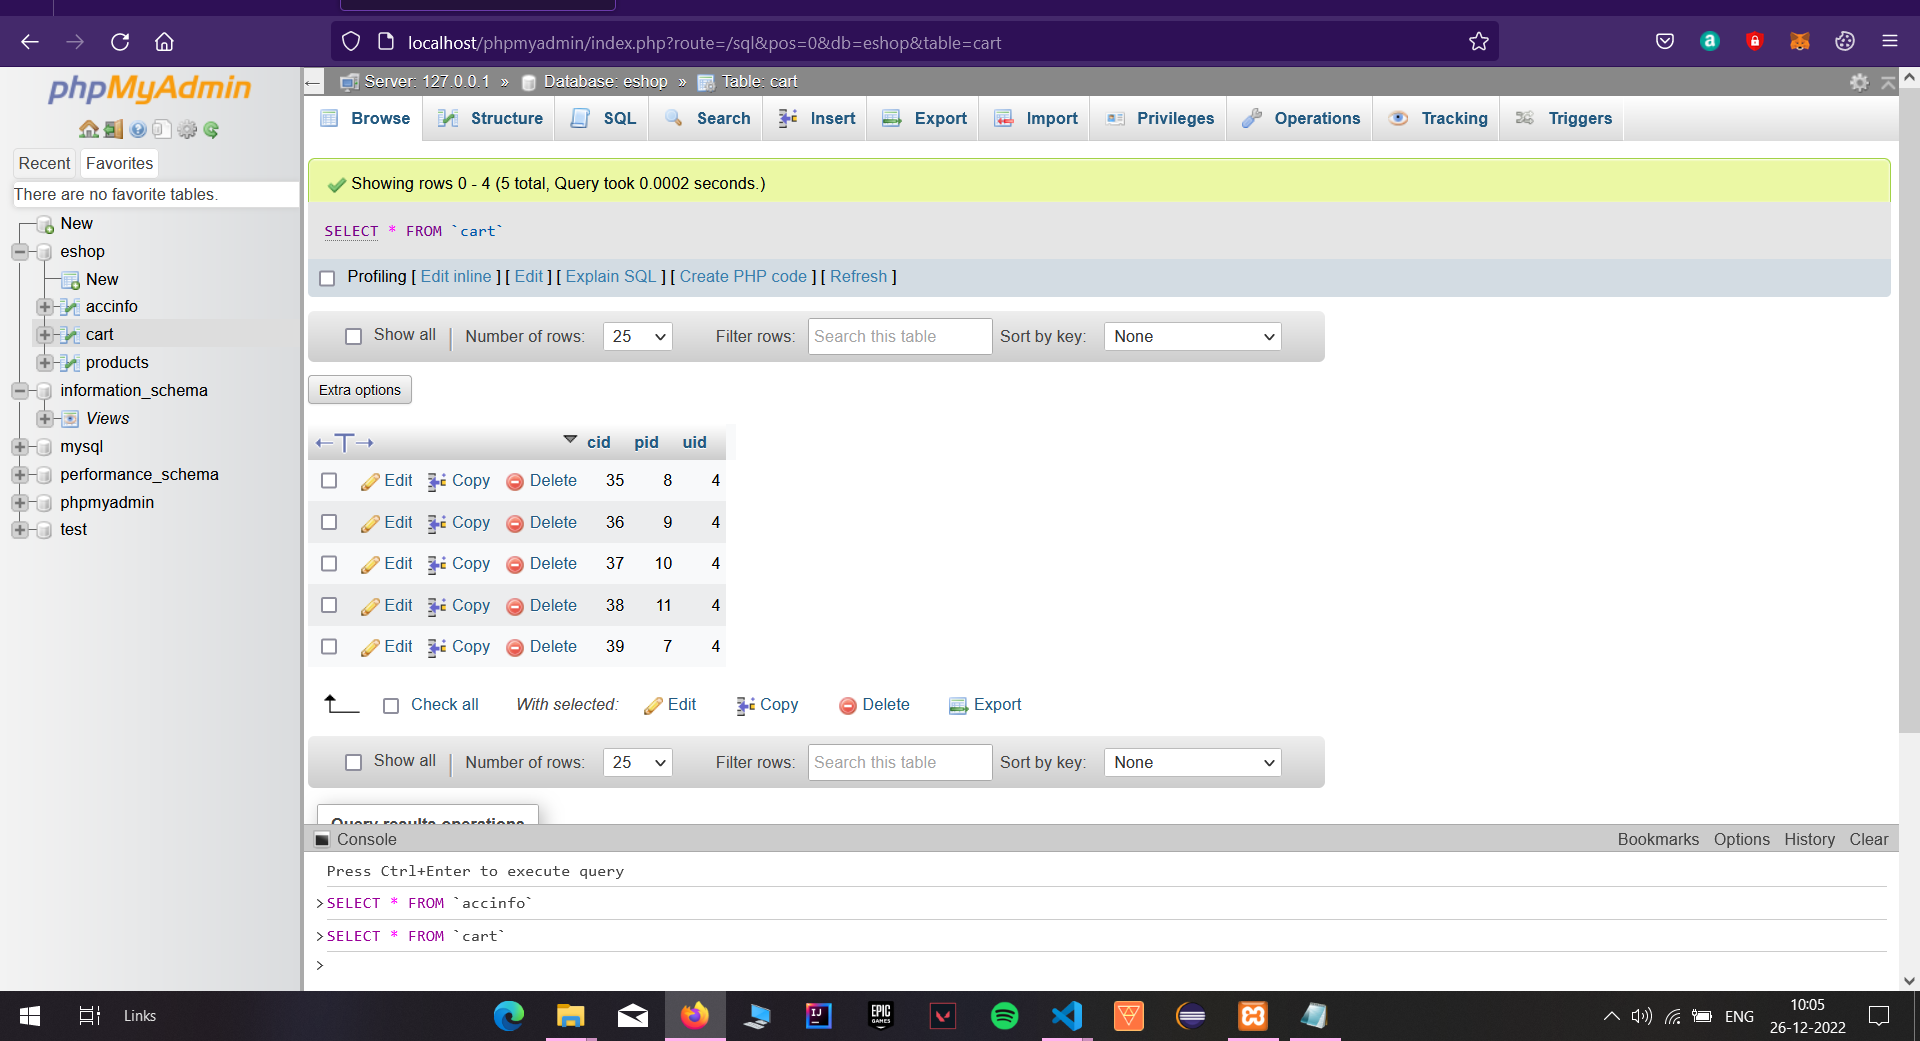 localhost/phpmyadmin/index.php?route=/sql&pos=0&db=eshop&table=cart
phpMyAdmin
Recent Favorites
There are no favorite tables.
New
eshop
New
accinfo
cart
products
information_schema
Views
mysql
performance_schema
phpmyadmin
test
Server: 127.0.0.1 » Database: eshop » Table: cart
Browse Structure SQL Search Insert Export Import Privileges Operations Tracking Triggers
Showing rows 0 - 4 (5 total, Query took 0.0002 seconds.)
SELECT * FROM `cart`
Profiling [ Edit inline ] [ Edit ] [ Explain SQL ] [ Create PHP code ] [ Refresh ]
Show all Number of rows: 25 Filter rows: Search this table Sort by key: None
Extra options
←T→ cid pid uid
Edit Copy Delete 35 8 4
Edit Copy Delete 36 9 4
Edit Copy Delete 37 10 4
Edit Copy Delete 38 11 4
Edit Copy Delete 39 7 4
Check all With selected: Edit Copy Delete Export
Show all Number of rows: 25 Filter rows: Search this table Sort by key: None
Query results operations
Console Bookmarks Options History Clear
Press Ctrl+Enter to execute query
>SELECT * FROM `accinfo`
>SELECT * FROM `cart`
>
Links
IJ
EPIC
GAMES
ENG
10:05
26-12-2022